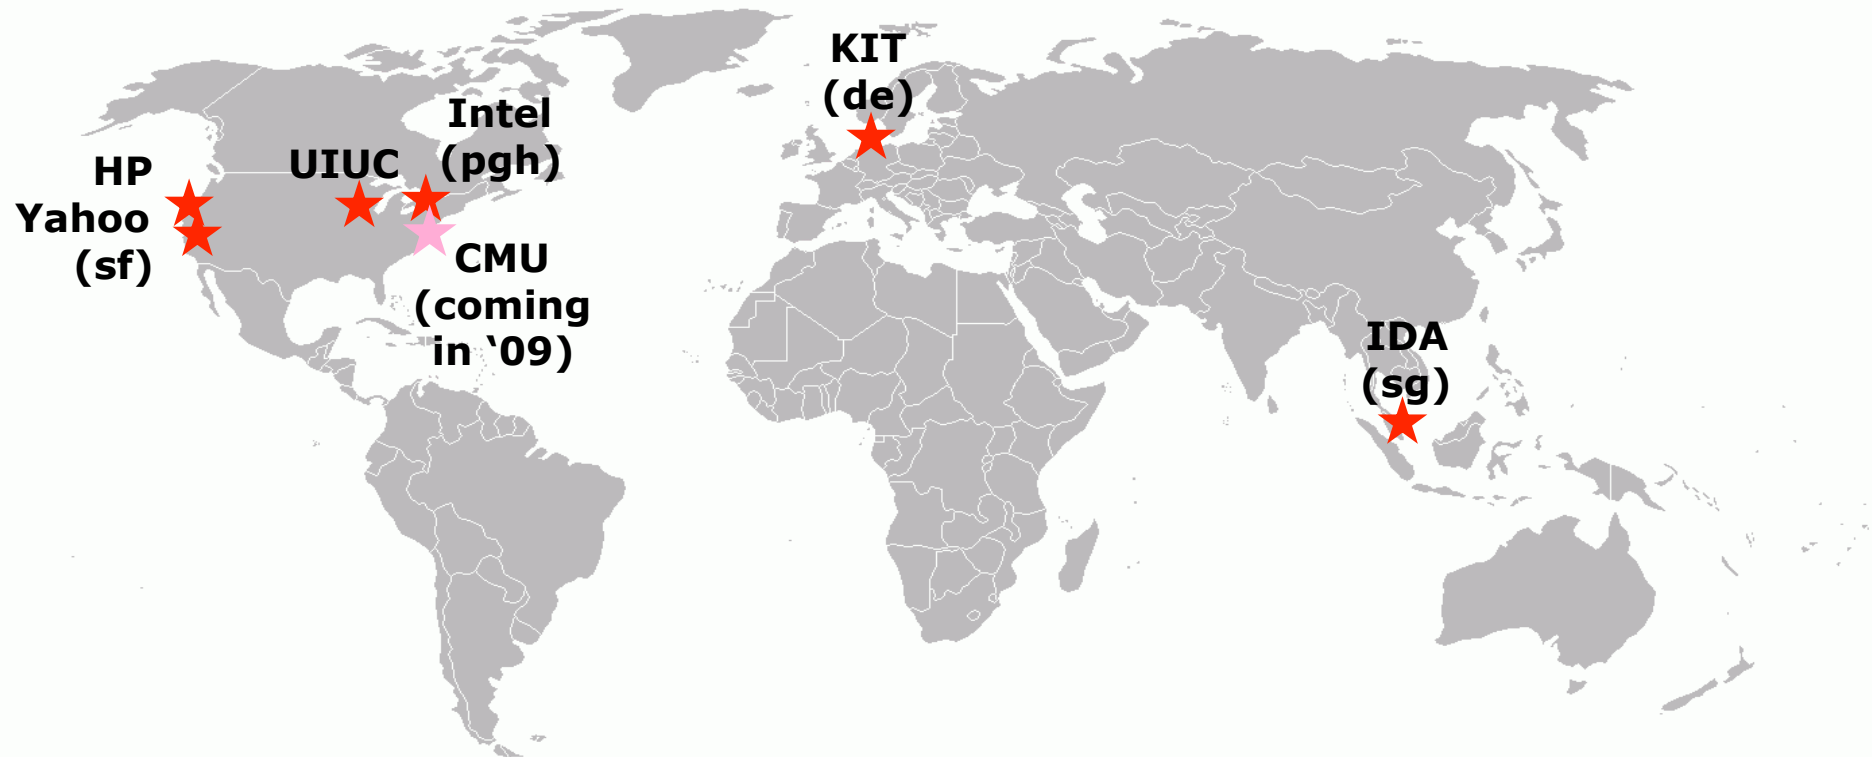 KIT
(de)
Intel
(pgh)
UIUC
HP
Yahoo
(sf)
CMU
(coming
in ‘09)
IDA
(sg)